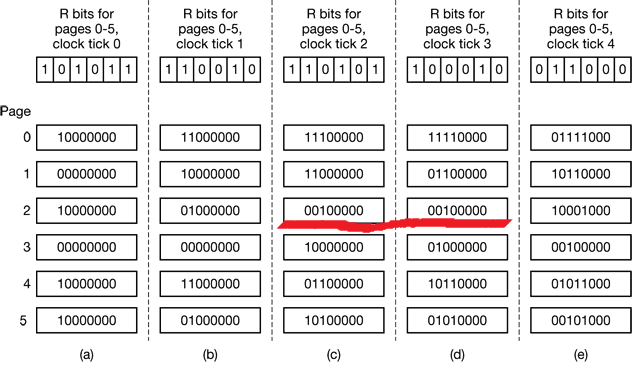 R bits for R bits for R bits for R bits for R bits for
pages 0-5, pages 0-5, pages 0-5, pages 0-5, pages 0-5,
clock tick 0 clock tick 1 clock tick 2 clock tick 3 clock tick 4
1 0 1 0 1 1 1 1 0 0 1 0 1 1 0 1 0 1 1 0 0 0 1 0 0 1 1 0 0 0
Page
0 10000000 11000000 11100000 11110000 01111000
1 00000000 10000000 11000000 01100000 10110000
2 10000000 01000000 00100000 00100000 10001000
3 00000000 00000000 10000000 01000000 00100000
4 10000000 11000000 01100000 10110000 01011000
5 10000000 01000000 10100000 01010000 00101000
(a) (b) (c) (d) (e)